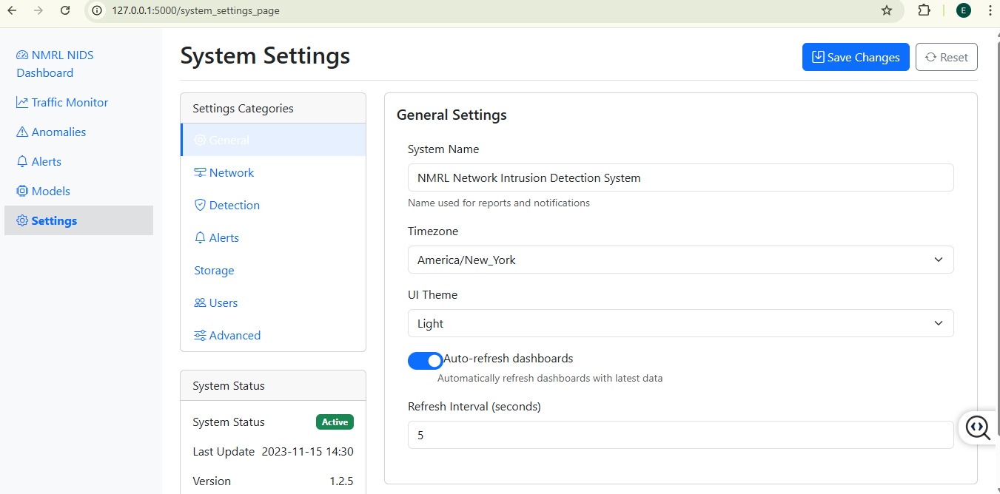 127.0.0.1:5000/system_settings_page
E
NMRL NIDS
Dashboard
Traffic Monitor
Anomalies
Alerts
Models
Settings
System Settings
Save Changes
Reset
Settings Categories
General
Network
Detection
Alerts
Storage
Users
Advanced
System Status
System Status Active
Last Update 2023-11-15 14:30
Version 1.2.5
General Settings
System Name
NMRL Network Intrusion Detection System
Name used for reports and notifications
Timezone
America/New_York
UI Theme
Light
Auto-refresh dashboards
Automatically refresh dashboards with latest data
Refresh Interval (seconds)
5